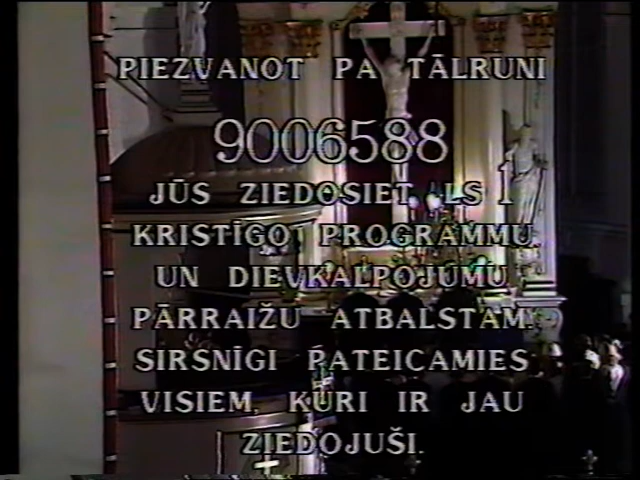 PIEZVANOT PA TĀLRUNI
9006588
JŪS ZIEDOSIET LS 1
KRISTĪGO PROGRAMMU
UN DIEVKALPOJUMU
PĀRRAIŽU ATBALSTAM.
SIRSNĪGI PATEICAMIES
VISIEM, KURI IR JAU
ZIEDOJUŠI.